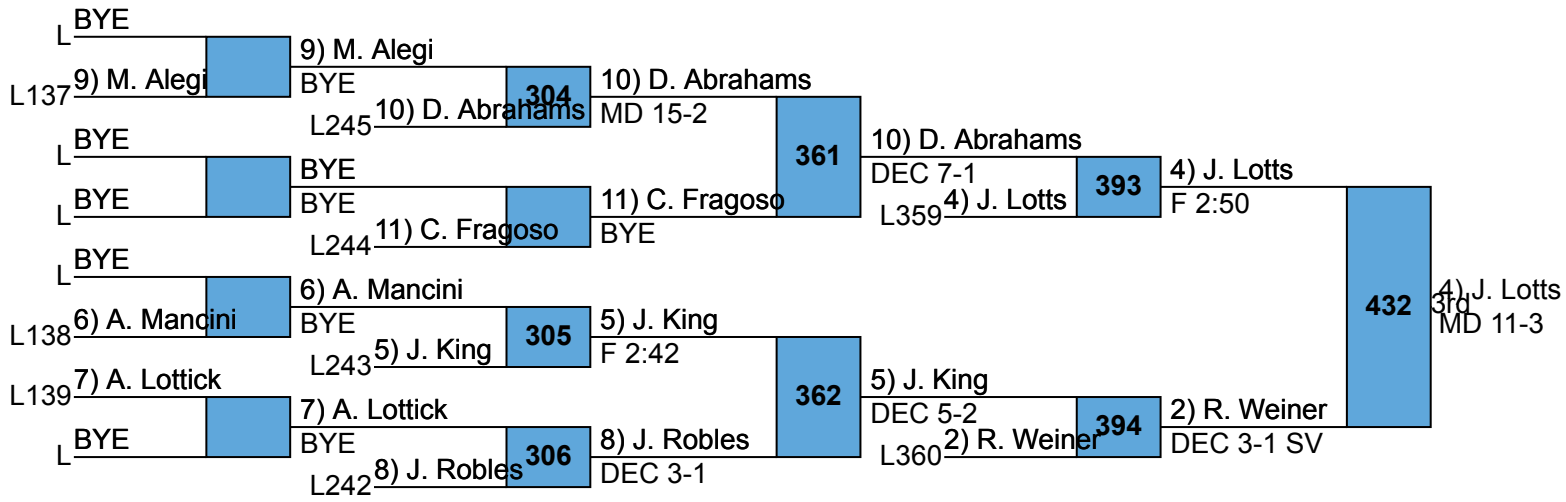 BYE
L
9) M. Alegi
L137
9) M. Alegi
BYE
L245
10) D. Abrahams
304
10) D. Abrahams
MD 15-2
BYE
L
BYE
L
BYE
BYE
L244
11) C. Fragoso
11) C. Fragoso
BYE
361
10) D. Abrahams
DEC 7-1
L359
4) J. Lotts
393
4) J. Lotts
F 2:50
BYE
L
6) A. Mancini
L138
6) A. Mancini
BYE
L243
5) J. King
305
5) J. King
F 2:42
L139
7) A. Lottick
BYE
L
7) A. Lottick
BYE
L242
8) J. Robles
306
8) J. Robles
DEC 3-1
362
5) J. King
DEC 5-2
L360
2) R. Weiner
394
2) R. Weiner
DEC 3-1 SV
432
3rd
4) J. Lotts
MD 11-3